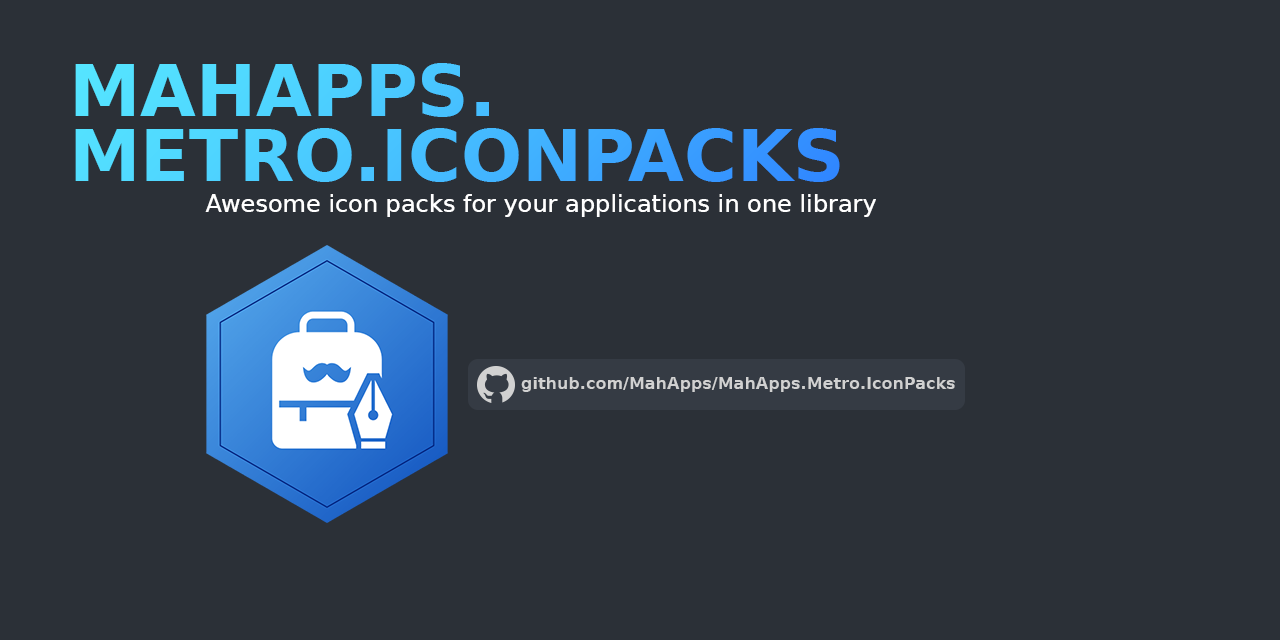 MAHAPPS.
METRO.ICONPACKS
Awesome icon packs for your applications in one library
github.com/MahApps/MahApps.Metro.IconPacks